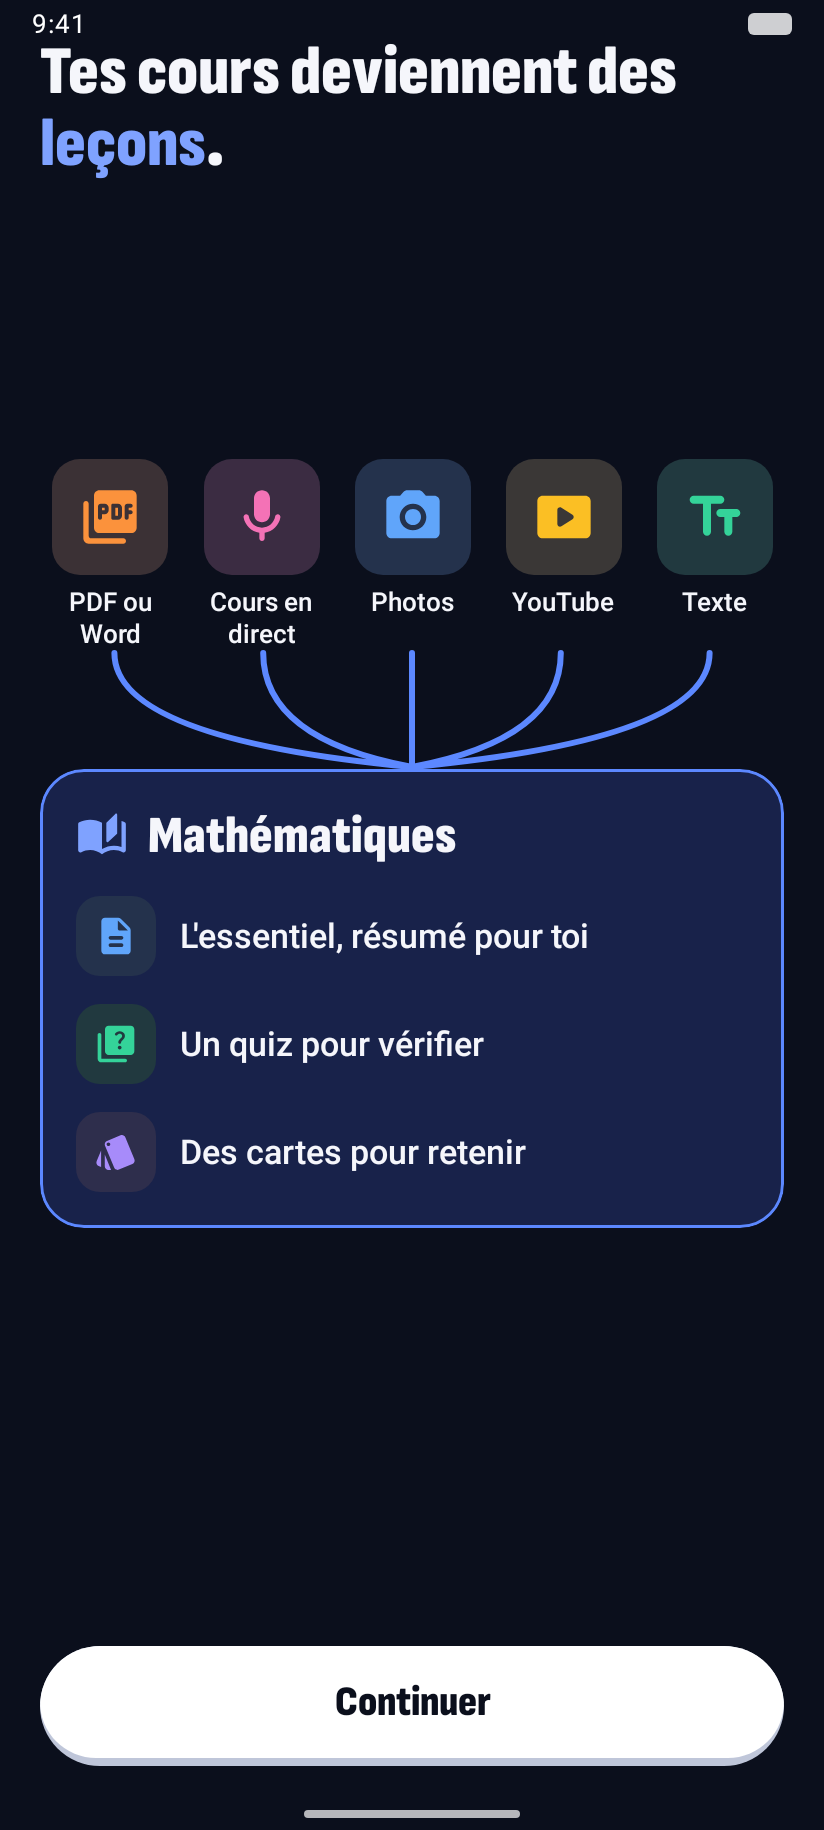 9:41
Tes cours deviennent des
leçons.
PDF
PDF ou
Word
Cours en
direct
Photos
YouTube
Tт
Texte
Mathématiques
L'essentiel, résumé pour toi
?
Un quiz pour vérifier
Des cartes pour retenir
Continuer